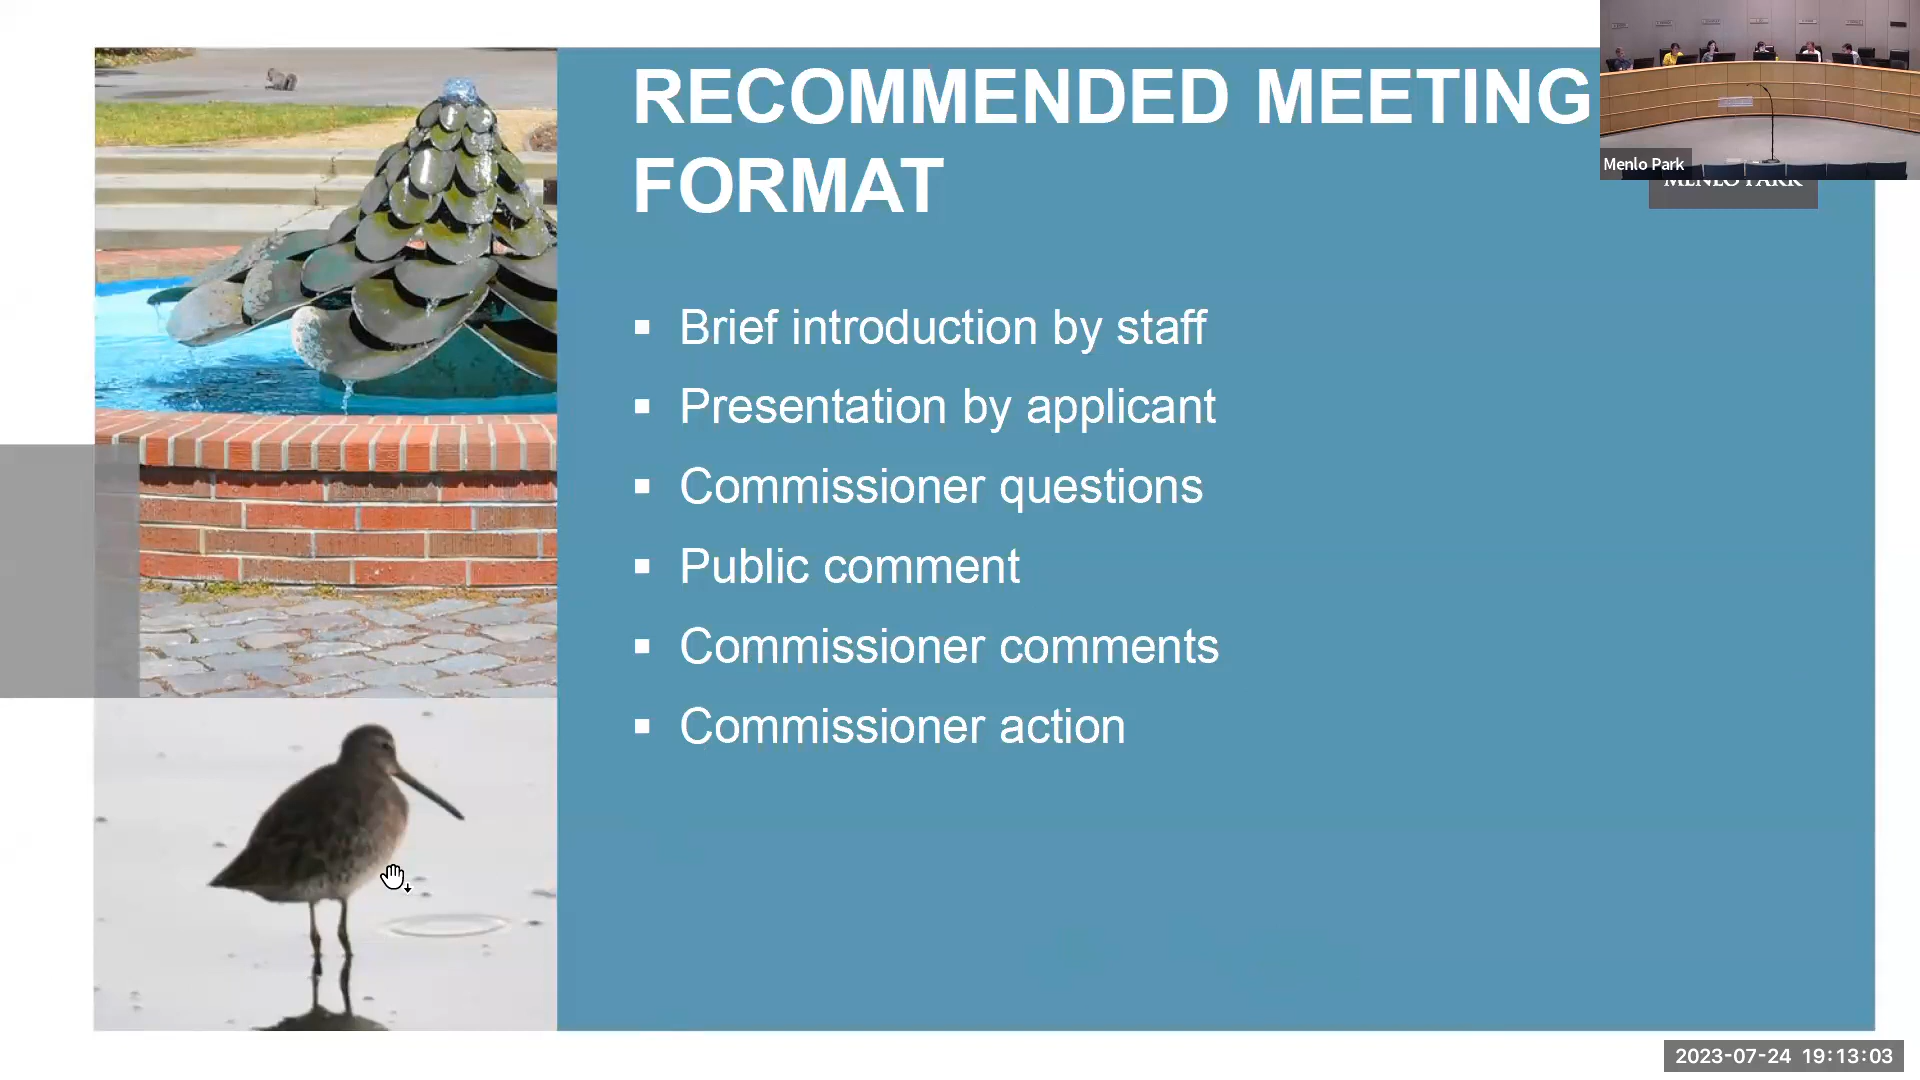 RECOMMENDED MEETING
FORMAT
Menlo Park
MENLO PARK
▪ Brief introduction by staff
▪ Presentation by applicant
▪ Commissioner questions
▪ Public comment
▪ Commissioner comments
▪ Commissioner action
2023-07-24 19:13:03